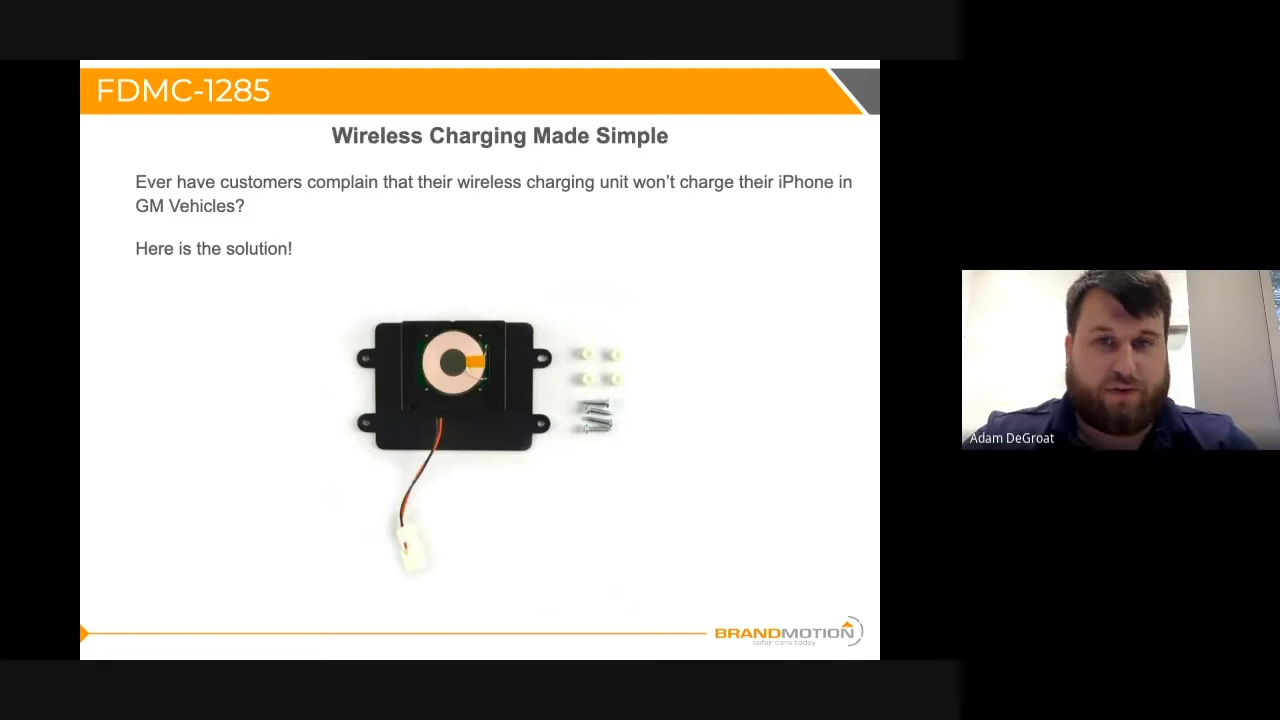 FDMC-1285
Wireless Charging Made Simple
Ever have customers complain that their wireless charging unit won’t charge their iPhone in
GM Vehicles?
Here is the solution!
Adam DeGroat
BRANDMOTION
safer cars today